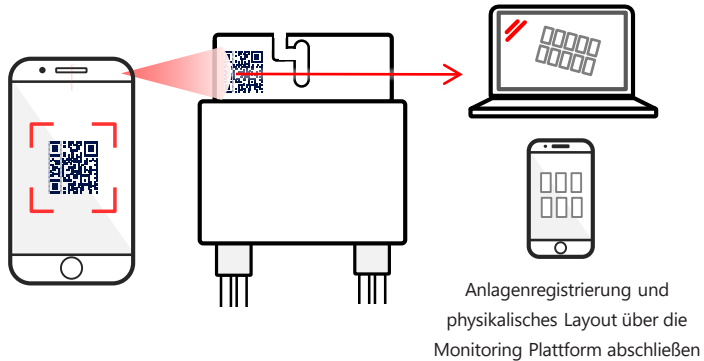 Anlagenregistrierung und
physikalisches Layout über die
Monitoring Plattform abschließen